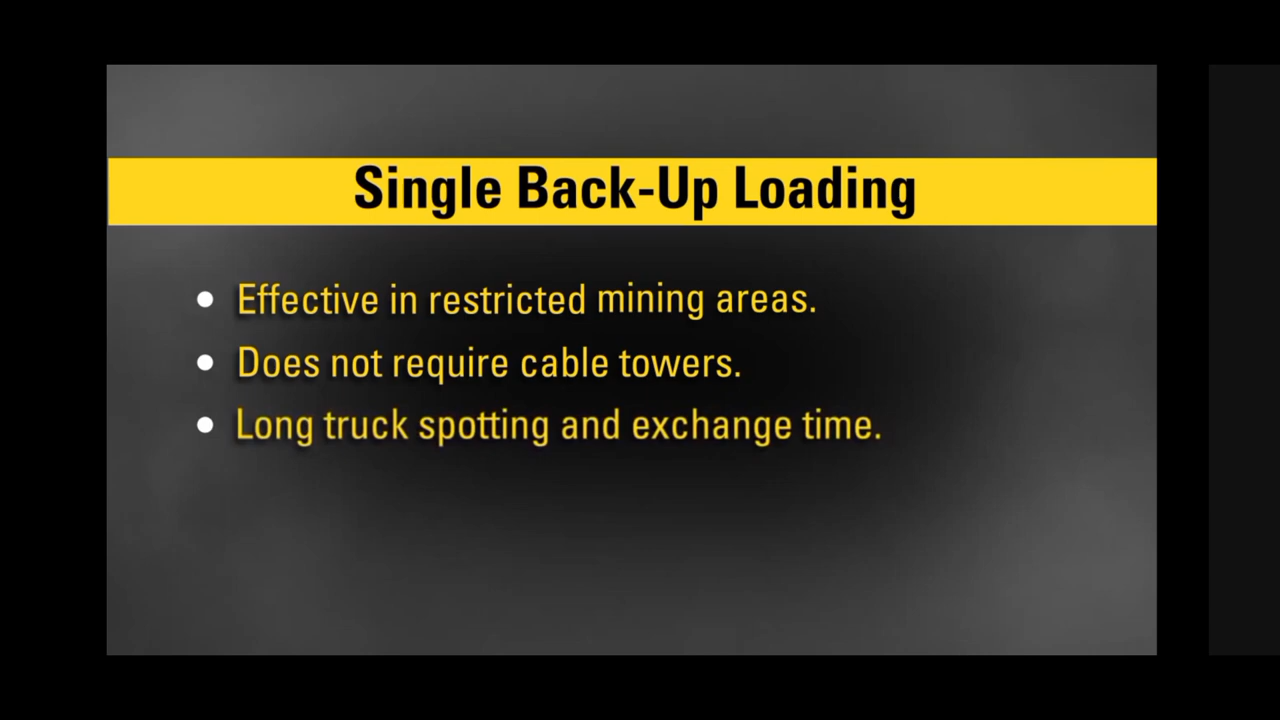 Single Back-Up Loading
• Effective in restricted mining areas.
• Does not require cable towers.
• Long truck spotting and exchange time.